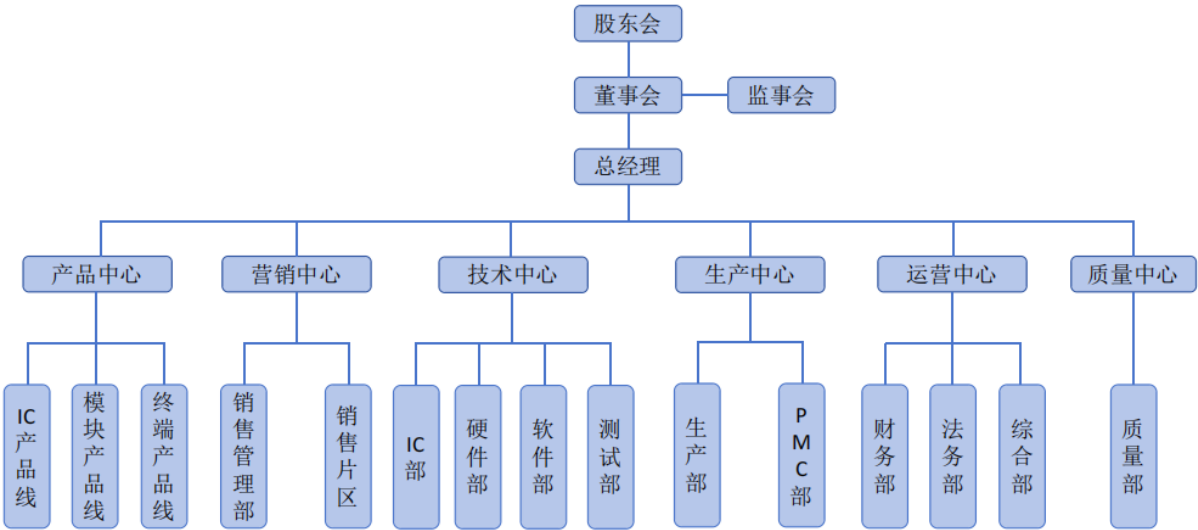 股东会
董事会
监事会
总经理
产品中心
营销中心
技术中心
生产中心
运营中心
质量中心
IC产品线
模块产品线
终端产品线
销售管理部
销售片区
IC部
硬件部
软件部
测试部
生产部
PMC部
财务部
法务部
综合部
质量部